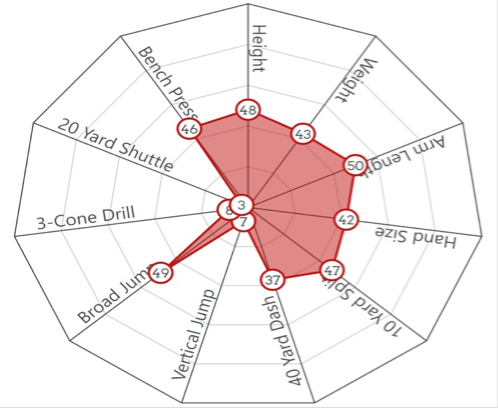 Height
48
Weight
43
Arm Length
50
Hand Size
42
10 Yard Split
47
40 Yard Dash
37
Vertical Jump
7
Broad Jump
49
3-Cone Drill
8
20 Yard Shuttle
3
Bench Press
46